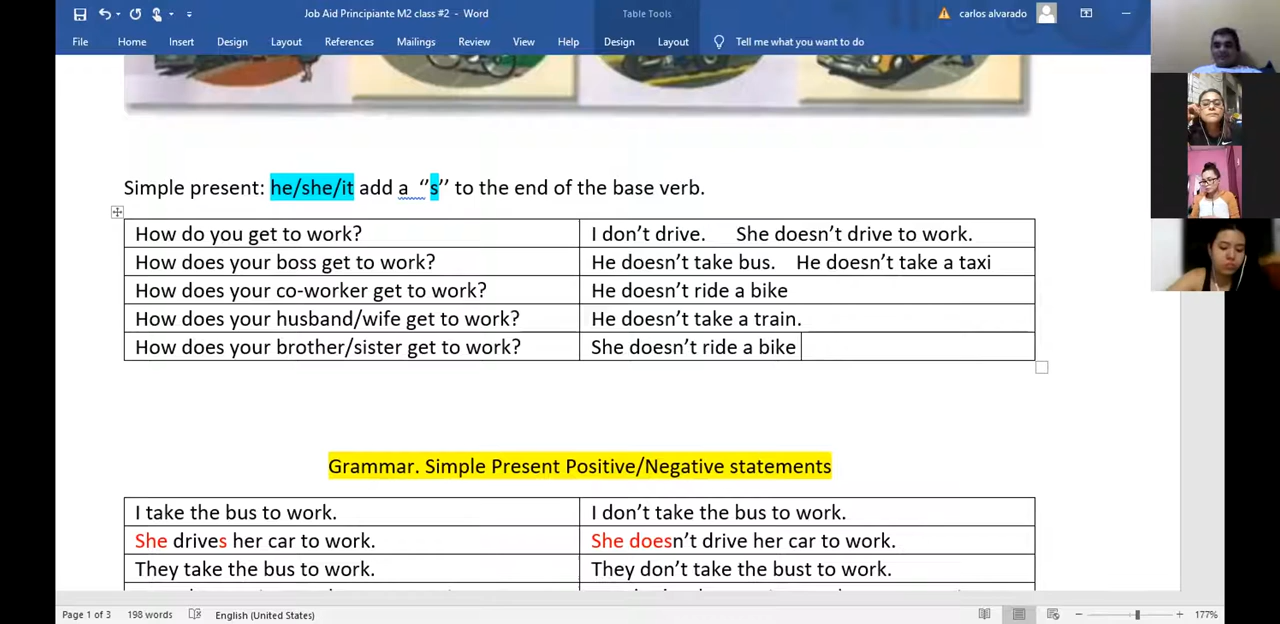 Job Aid Principiante M2 class #2 - Word
Table Tools
carlos alvarado
File Home Insert Design Layout References Mailings Review View Help Design Layout Tell me what you want to do
Simple present: he/she/it add a “s” to the end of the base verb.
How do you get to work? I don’t drive. She doesn’t drive to work.
How does your boss get to work? He doesn’t take bus. He doesn’t take a taxi
How does your co-worker get to work? He doesn’t ride a bike
How does your husband/wife get to work? He doesn’t take a train.
How does your brother/sister get to work? She doesn’t ride a bike
Grammar. Simple Present Positive/Negative statements
I take the bus to work. I don’t take the bus to work.
She drives her car to work. She doesn’t drive her car to work.
They take the bus to work. They don’t take the bust to work.
Page 1 of 3 198 words English (United States) 177%